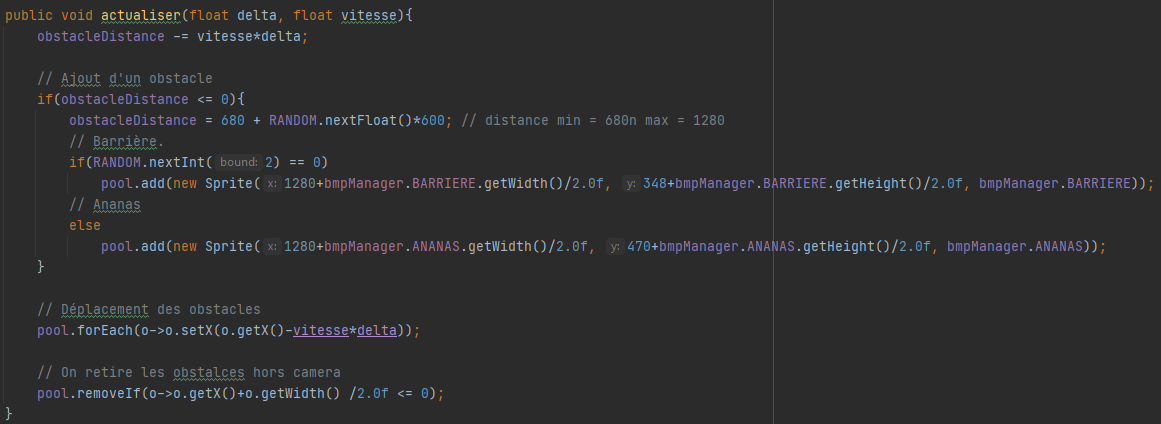 public void actualiser(float delta, float vitesse){
obstacleDistance -= vitesse*delta;
// Ajout d'un obstacle
if(obstacleDistance <= 0){
obstacleDistance = 680 + RANDOM.nextFloat()*600; // distance min = 680n max = 1280
// Barrière.
if(RANDOM.nextInt( bound: 2) == 0)
pool.add(new Sprite( x: 1280+bmpManager.BARRIERE.getWidth()/2.0f, y: 348+bmpManager.BARRIERE.getHeight()/2.0f, bmpManager.BARRIERE));
// Ananas
else
pool.add(new Sprite( x: 1280+bmpManager.ANANAS.getWidth()/2.0f, y: 470+bmpManager.ANANAS.getHeight()/2.0f, bmpManager.ANANAS));
}
// Déplacement des obstacles
pool.forEach(o->o.setX(o.getX()-vitesse*delta));
// On retire les obstalces hors camera
pool.removeIf(o->o.getX()+o.getWidth() /2.0f <= 0);
}